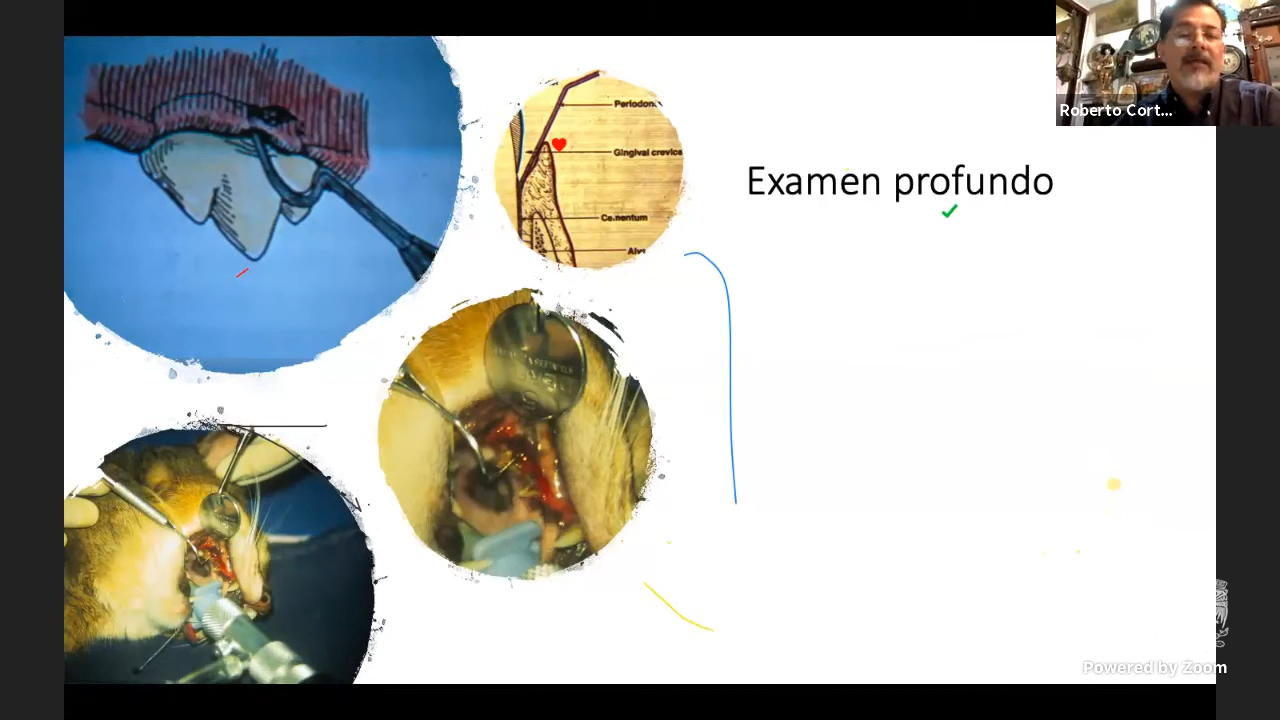 Roberto Cort...
Periodon
Gingival crevice
Examen profundo
Cementum
Alv
Powered by Zoom